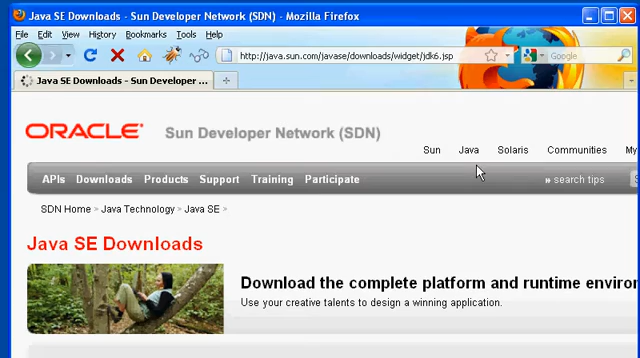 Java SE Downloads - Sun Developer Network (SDN) - Mozilla Firefox
File Edit View History Bookmarks Tools Help
http://java.sun.com/javase/downloads/widget/jdk6.jsp
Google
Java SE Downloads - Sun Developer ...
ORACLE Sun Developer Network (SDN)
Sun Java Solaris Communities My
APIs Downloads Products Support Training Participate » search tips
SDN Home > Java Technology > Java SE >
Java SE Downloads
Download the complete platform and runtime environ
Use your creative talents to design a winning application.